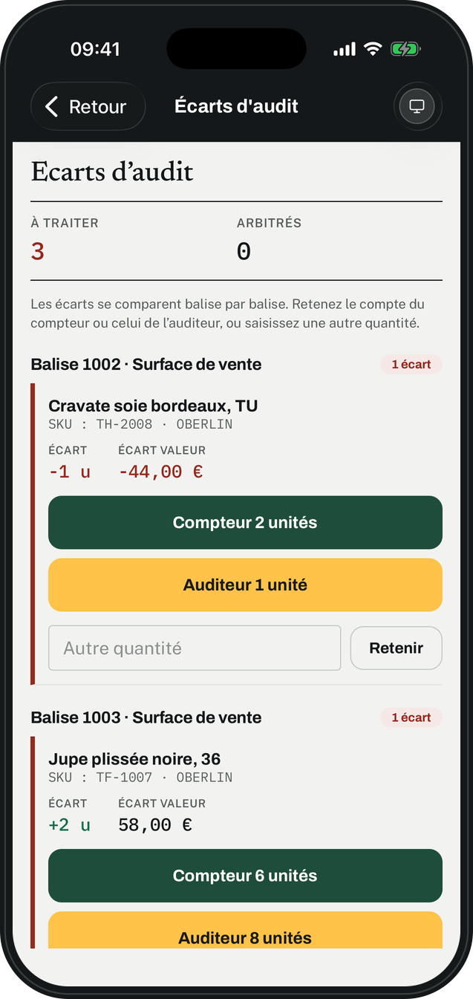 09:41
Retour
Écarts d'audit
Ecarts d’audit
À TRAITER
ARBITRÉS
3
0
Les écarts se comparent balise par balise. Retenez le compte du
compteur ou celui de l’auditeur, ou saisissez une autre quantité.
Balise 1002 · Surface de vente
1 écart
Cravate soie bordeaux, TU
SKU : TH-2008 · OBERLIN
ÉCART
ÉCART VALEUR
-1 u
-44,00 €
Compteur 2 unités
Auditeur 1 unité
Autre quantité
Retenir
Balise 1003 · Surface de vente
1 écart
Jupe plissée noire, 36
SKU : TF-1007 · OBERLIN
ÉCART
ÉCART VALEUR
+2 u
58,00 €
Compteur 6 unités
Auditeur 8 unités